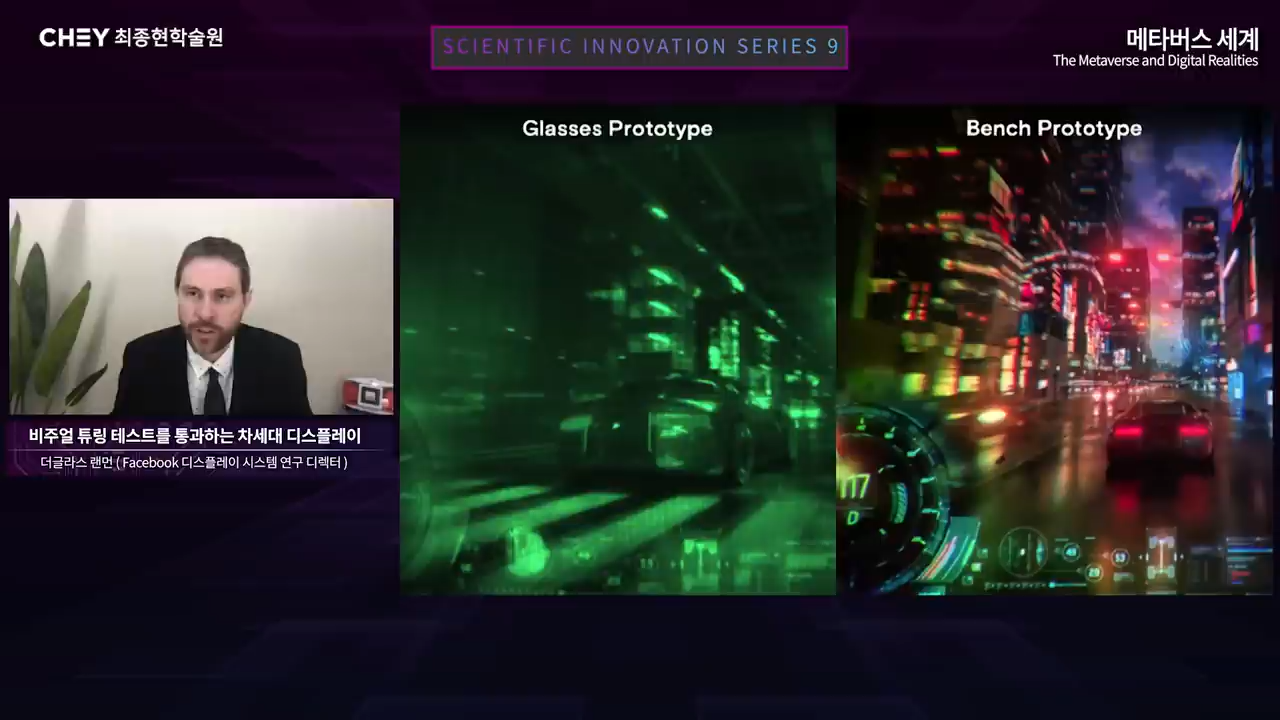 CHEY 최종현학술원
SCIENTIFIC INNOVATION SERIES 9
메타버스 세계
The Metaverse and Digital Realities
Glasses Prototype
Bench Prototype
비주얼 튜링 테스트를 통과하는 차세대 디스플레이
더글라스 랜먼 ( Facebook 디스플레이 시스템 연구 디렉터 )
117
D